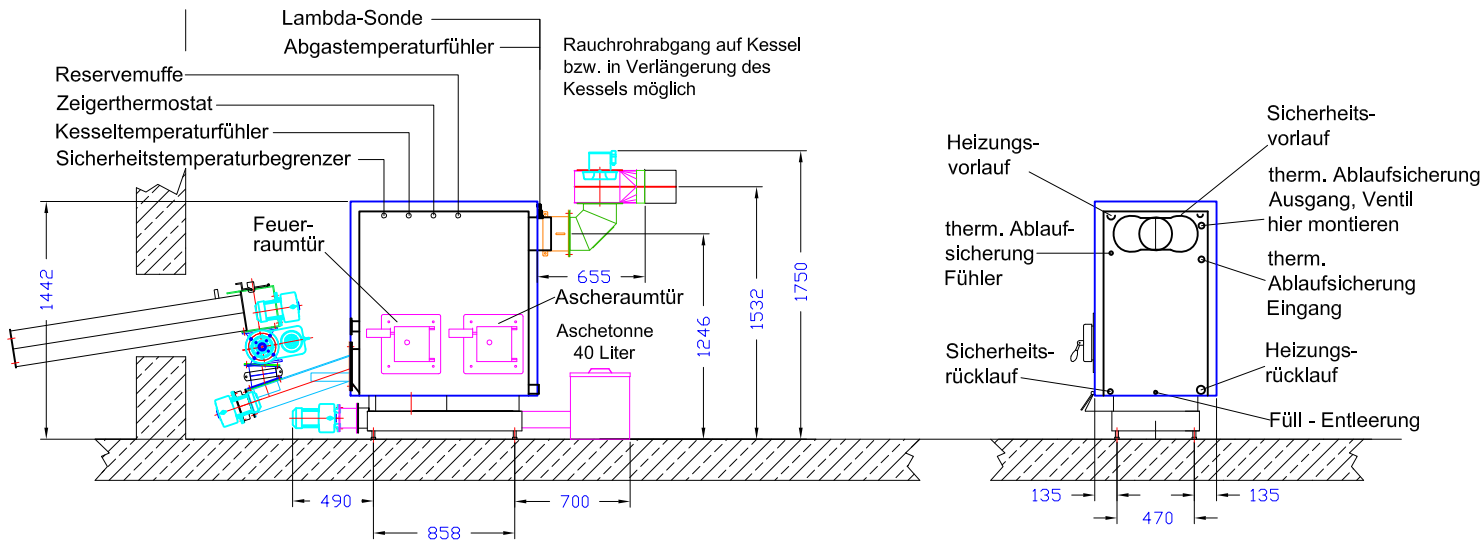 Lambda-Sonde
Abgastemperaturfühler
Reservemuffe
Zeigerthermostat
Kesseltemperaturfühler
Sicherheitstemperaturbegrenzer
Rauchrohrabgang auf Kessel
bzw. in Verlängerung des
Kessels möglich
Feuer-
raumtür
Ascheraumtür
Aschetonne
40 Liter
1442
655
1246
1532
1750
490
858
700
Heizungs-
vorlauf
Sicherheits-
vorlauf
therm. Ablaufsicherung
Ausgang, Ventil
hier montieren
therm. Ablauf-
sicherung
Fühler
therm.
Ablaufsicherung
Eingang
Sicherheits-
rücklauf
Heizungs-
rücklauf
Füll - Entleerung
135
470
135